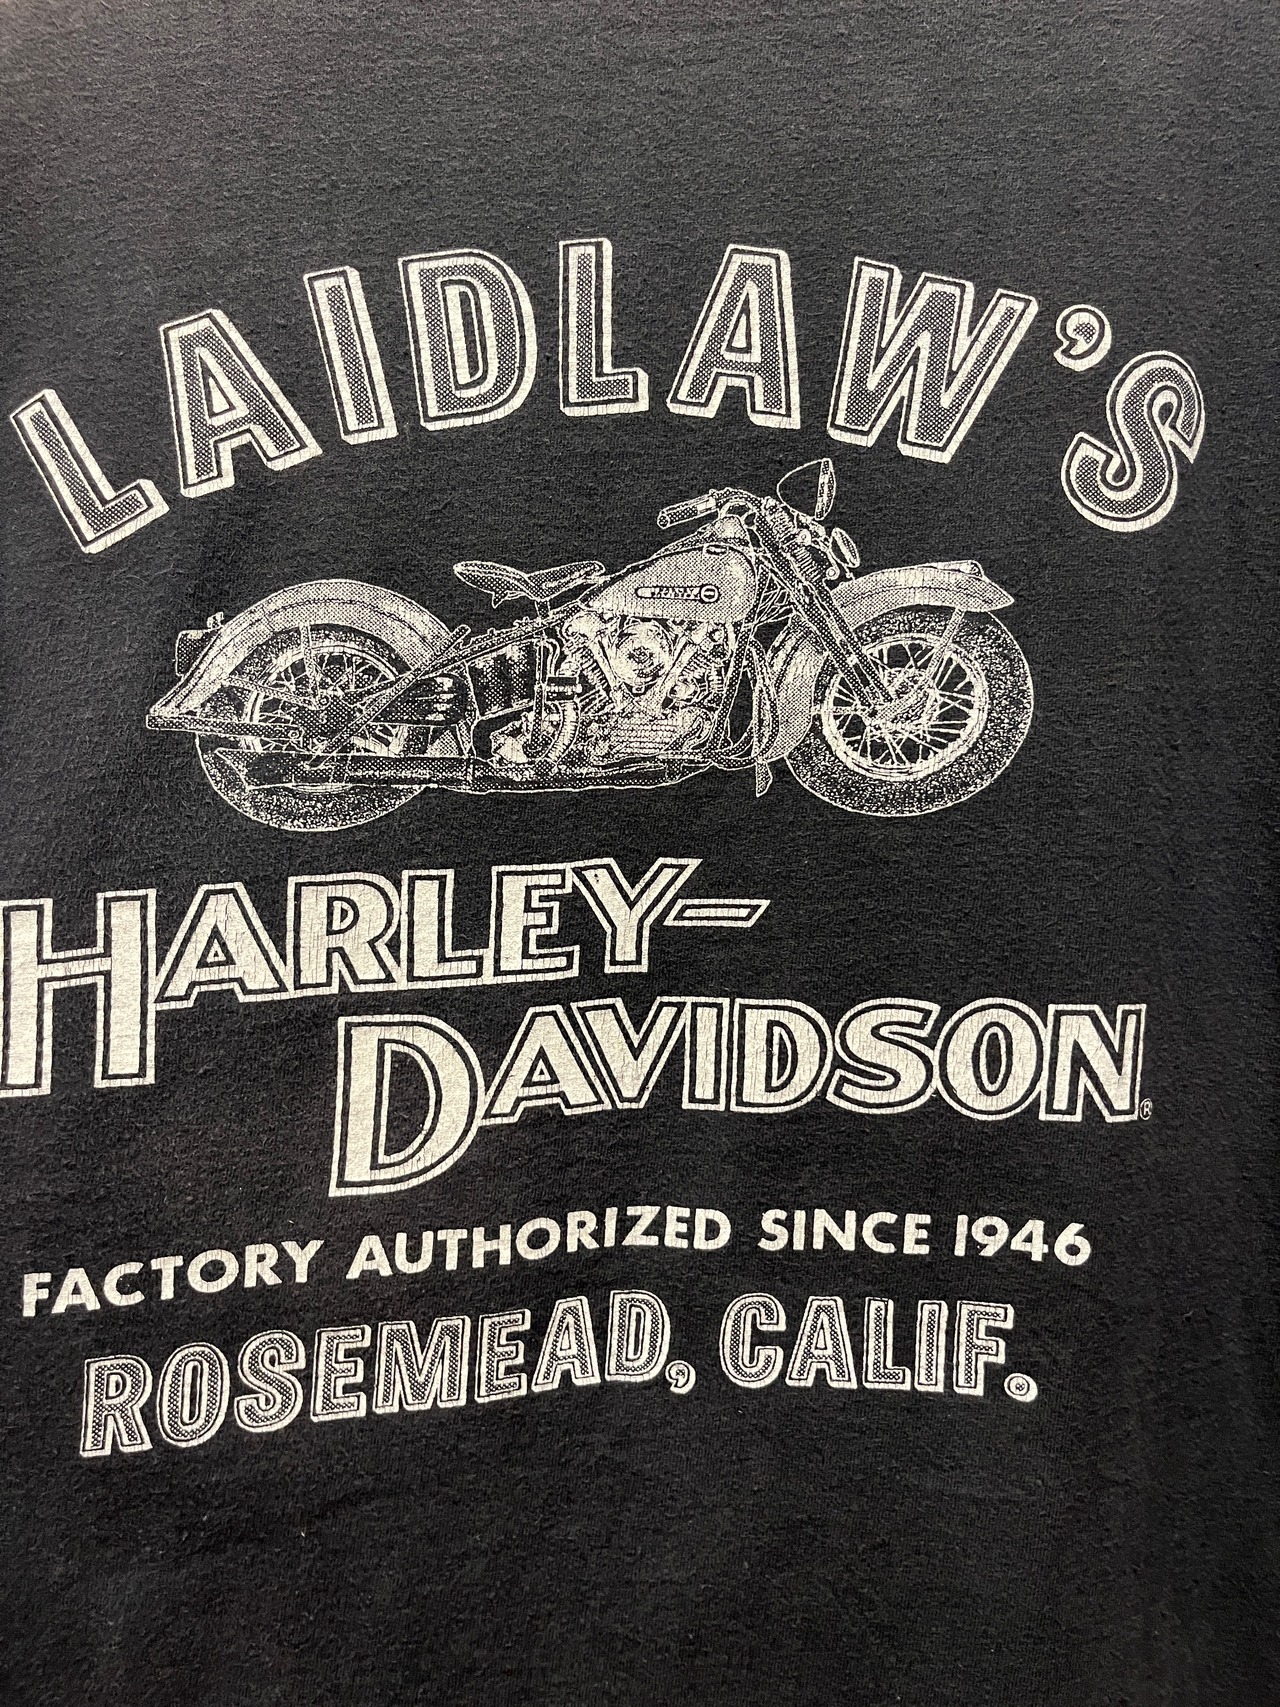 LAIDLAW'S
HARLEY-
DAVIDSON®
FACTORY AUTHORIZED SINCE 1946
ROSEMEAD, CALIF.